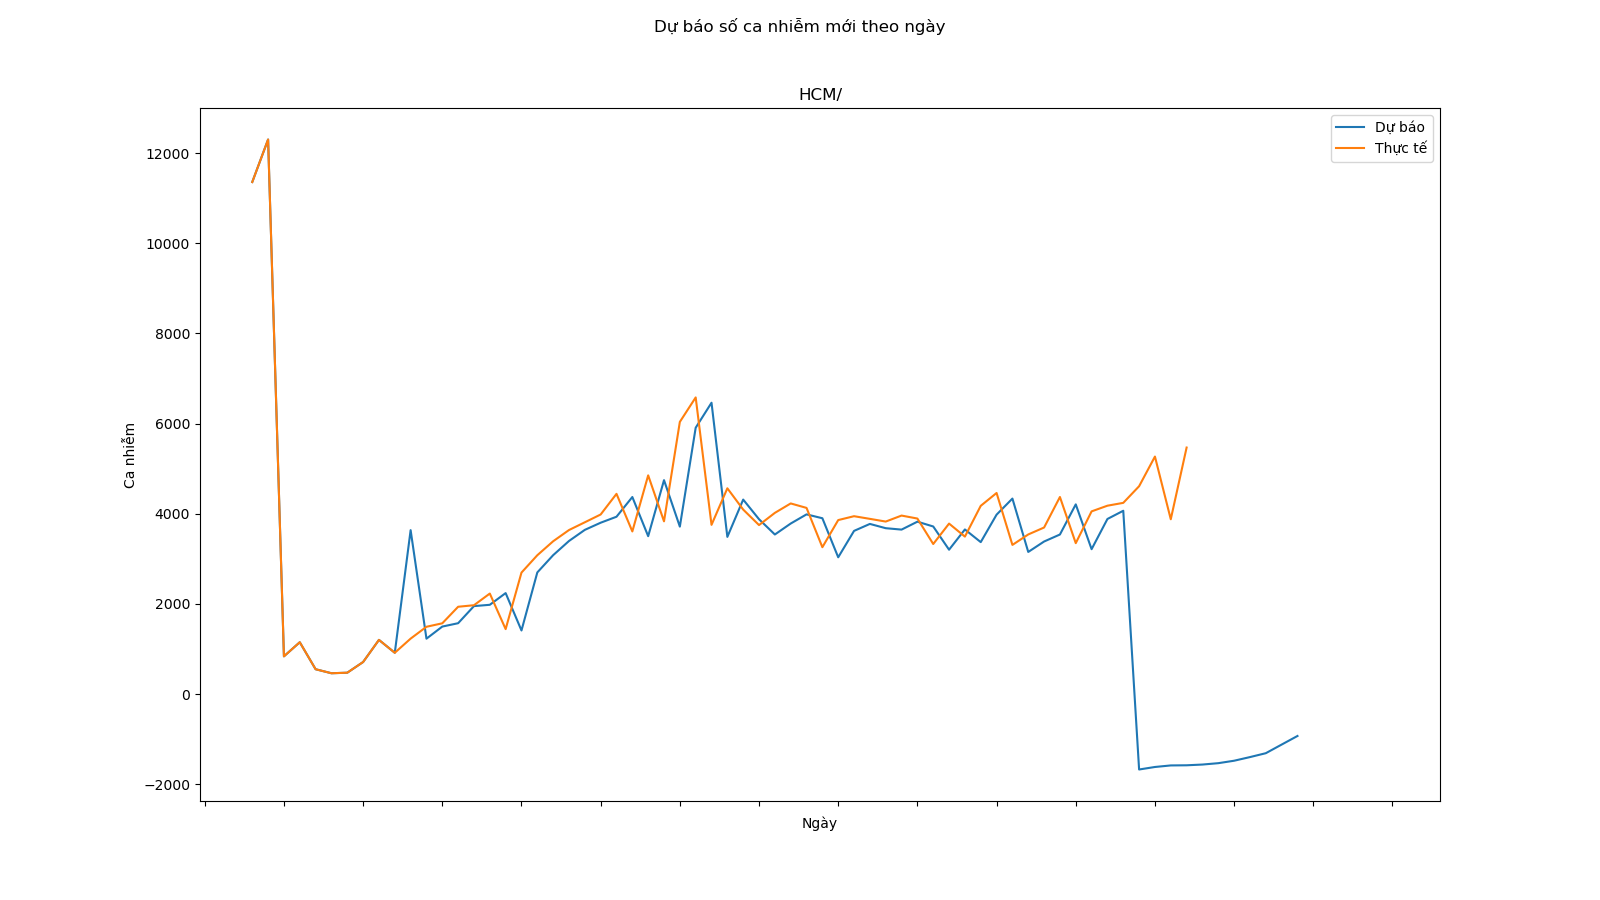 Dự báo số ca nhiễm mới theo ngày
HCM/
Dự báo
Thực tế
12000
10000
8000
6000
4000
2000
0
−2000
Ca nhiễm
Ngày